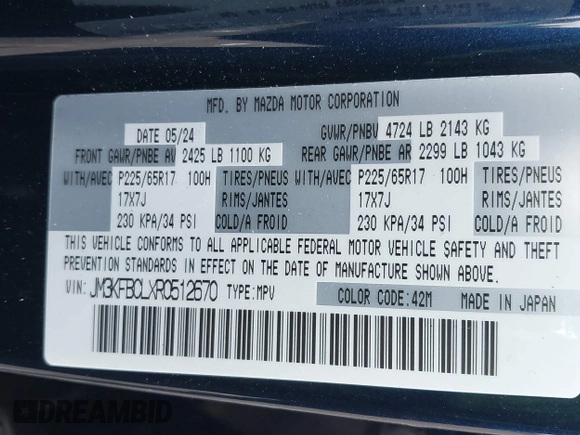 MFD. BY MAZDA MOTOR CORPORATION
DATE 05/24 GVWR/PNBV 4724 LB 2143 KG
FRONT GAWR/PNBE AV 2425 LB 1100 KG REAR GAWR/PNBE AR 2299 LB 1043 KG
WITH/AVEC P225/65R17 100H TIRES/PNEUS WITH/AVEC P225/65R17 100H TIRES/PNEUS
17X7J RIMS/JANTES 17X7J RIMS/JANTES
230 KPA/34 PSI COLD/A FROID 230 KPA/34 PSI COLD/A FROID
THIS VEHICLE CONFORMS TO ALL APPLICABLE FEDERAL MOTOR VEHICLE SAFETY AND THEFT
PREVENTION STANDARDS IN EFFECT ON THE DATE OF MANUFACTURE SHOWN ABOVE.
VIN: JM3KFBCLXR0512670 TYPE:MPV COLOR CODE:42M MADE IN JAPAN
DREAMBID